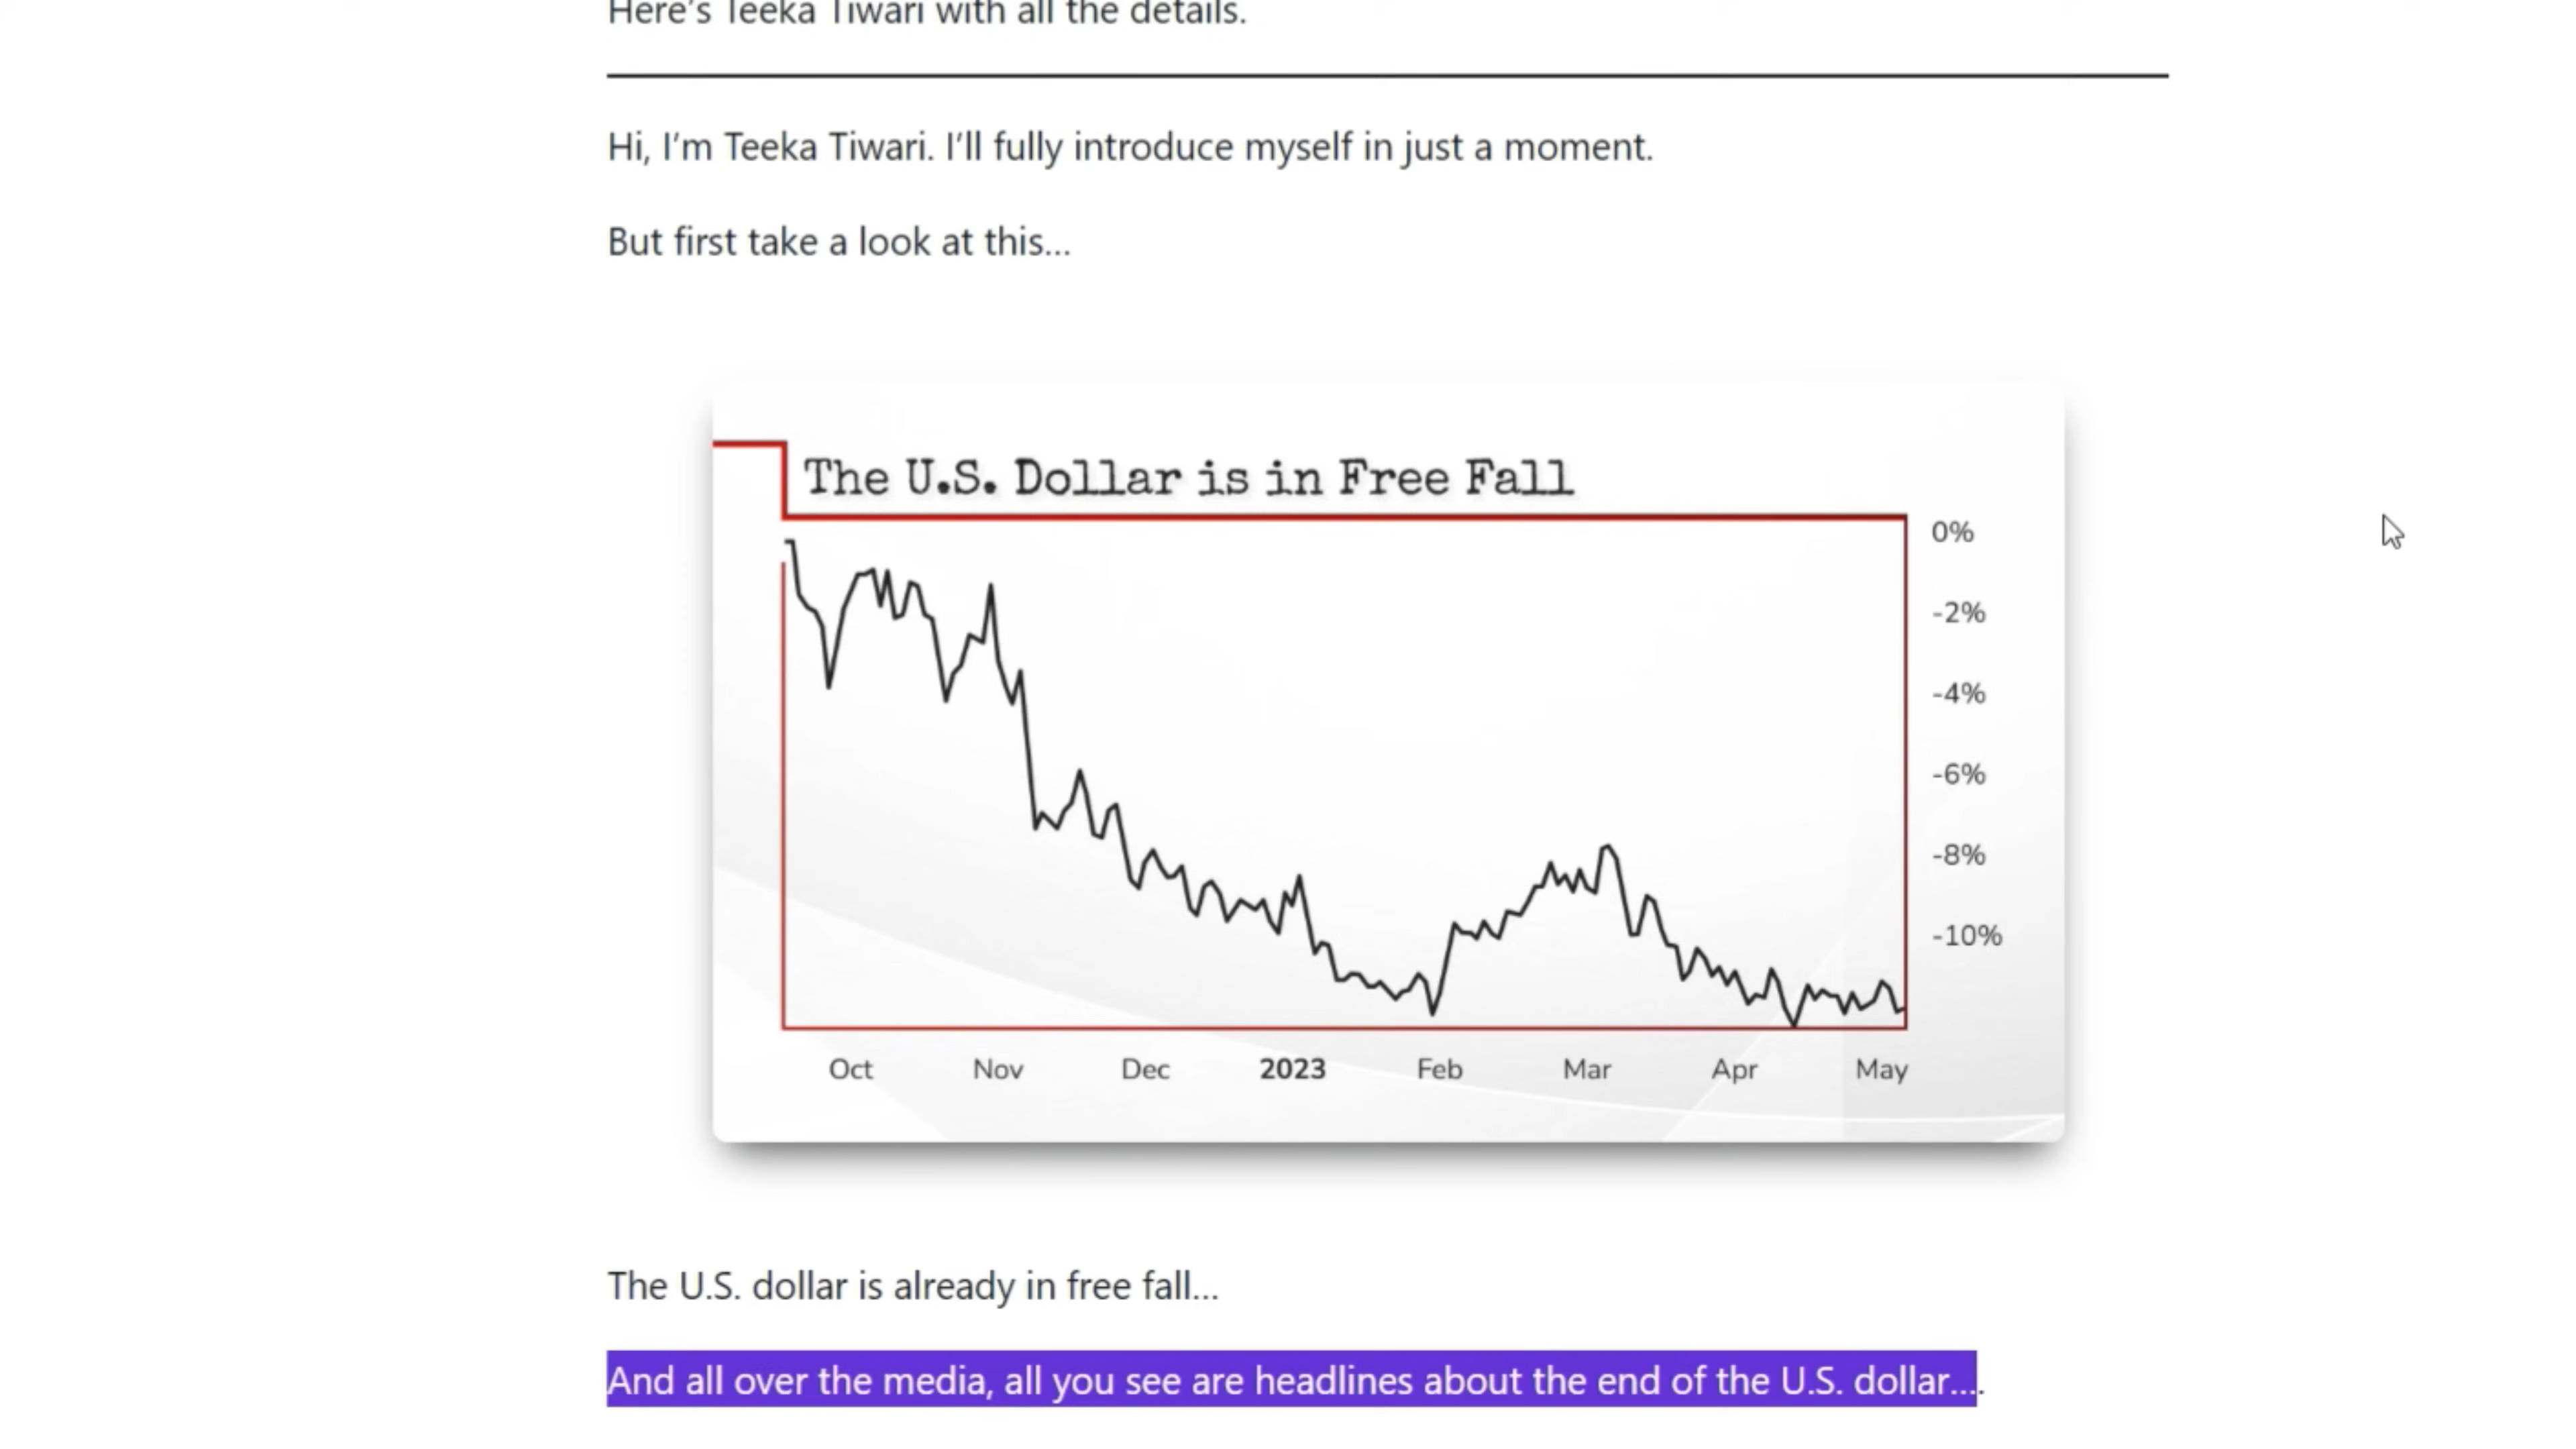 Here's Teeka Tiwari with all the details.
Hi, I'm Teeka Tiwari. I'll fully introduce myself in just a moment.
But first take a look at this...
The U.S. Dollar is in Free Fall
0%
-2%
-4%
-6%
-8%
-10%
Oct Nov Dec 2023 Feb Mar Apr May
The U.S. dollar is already in free fall...
And all over the media, all you see are headlines about the end of the U.S. dollar....